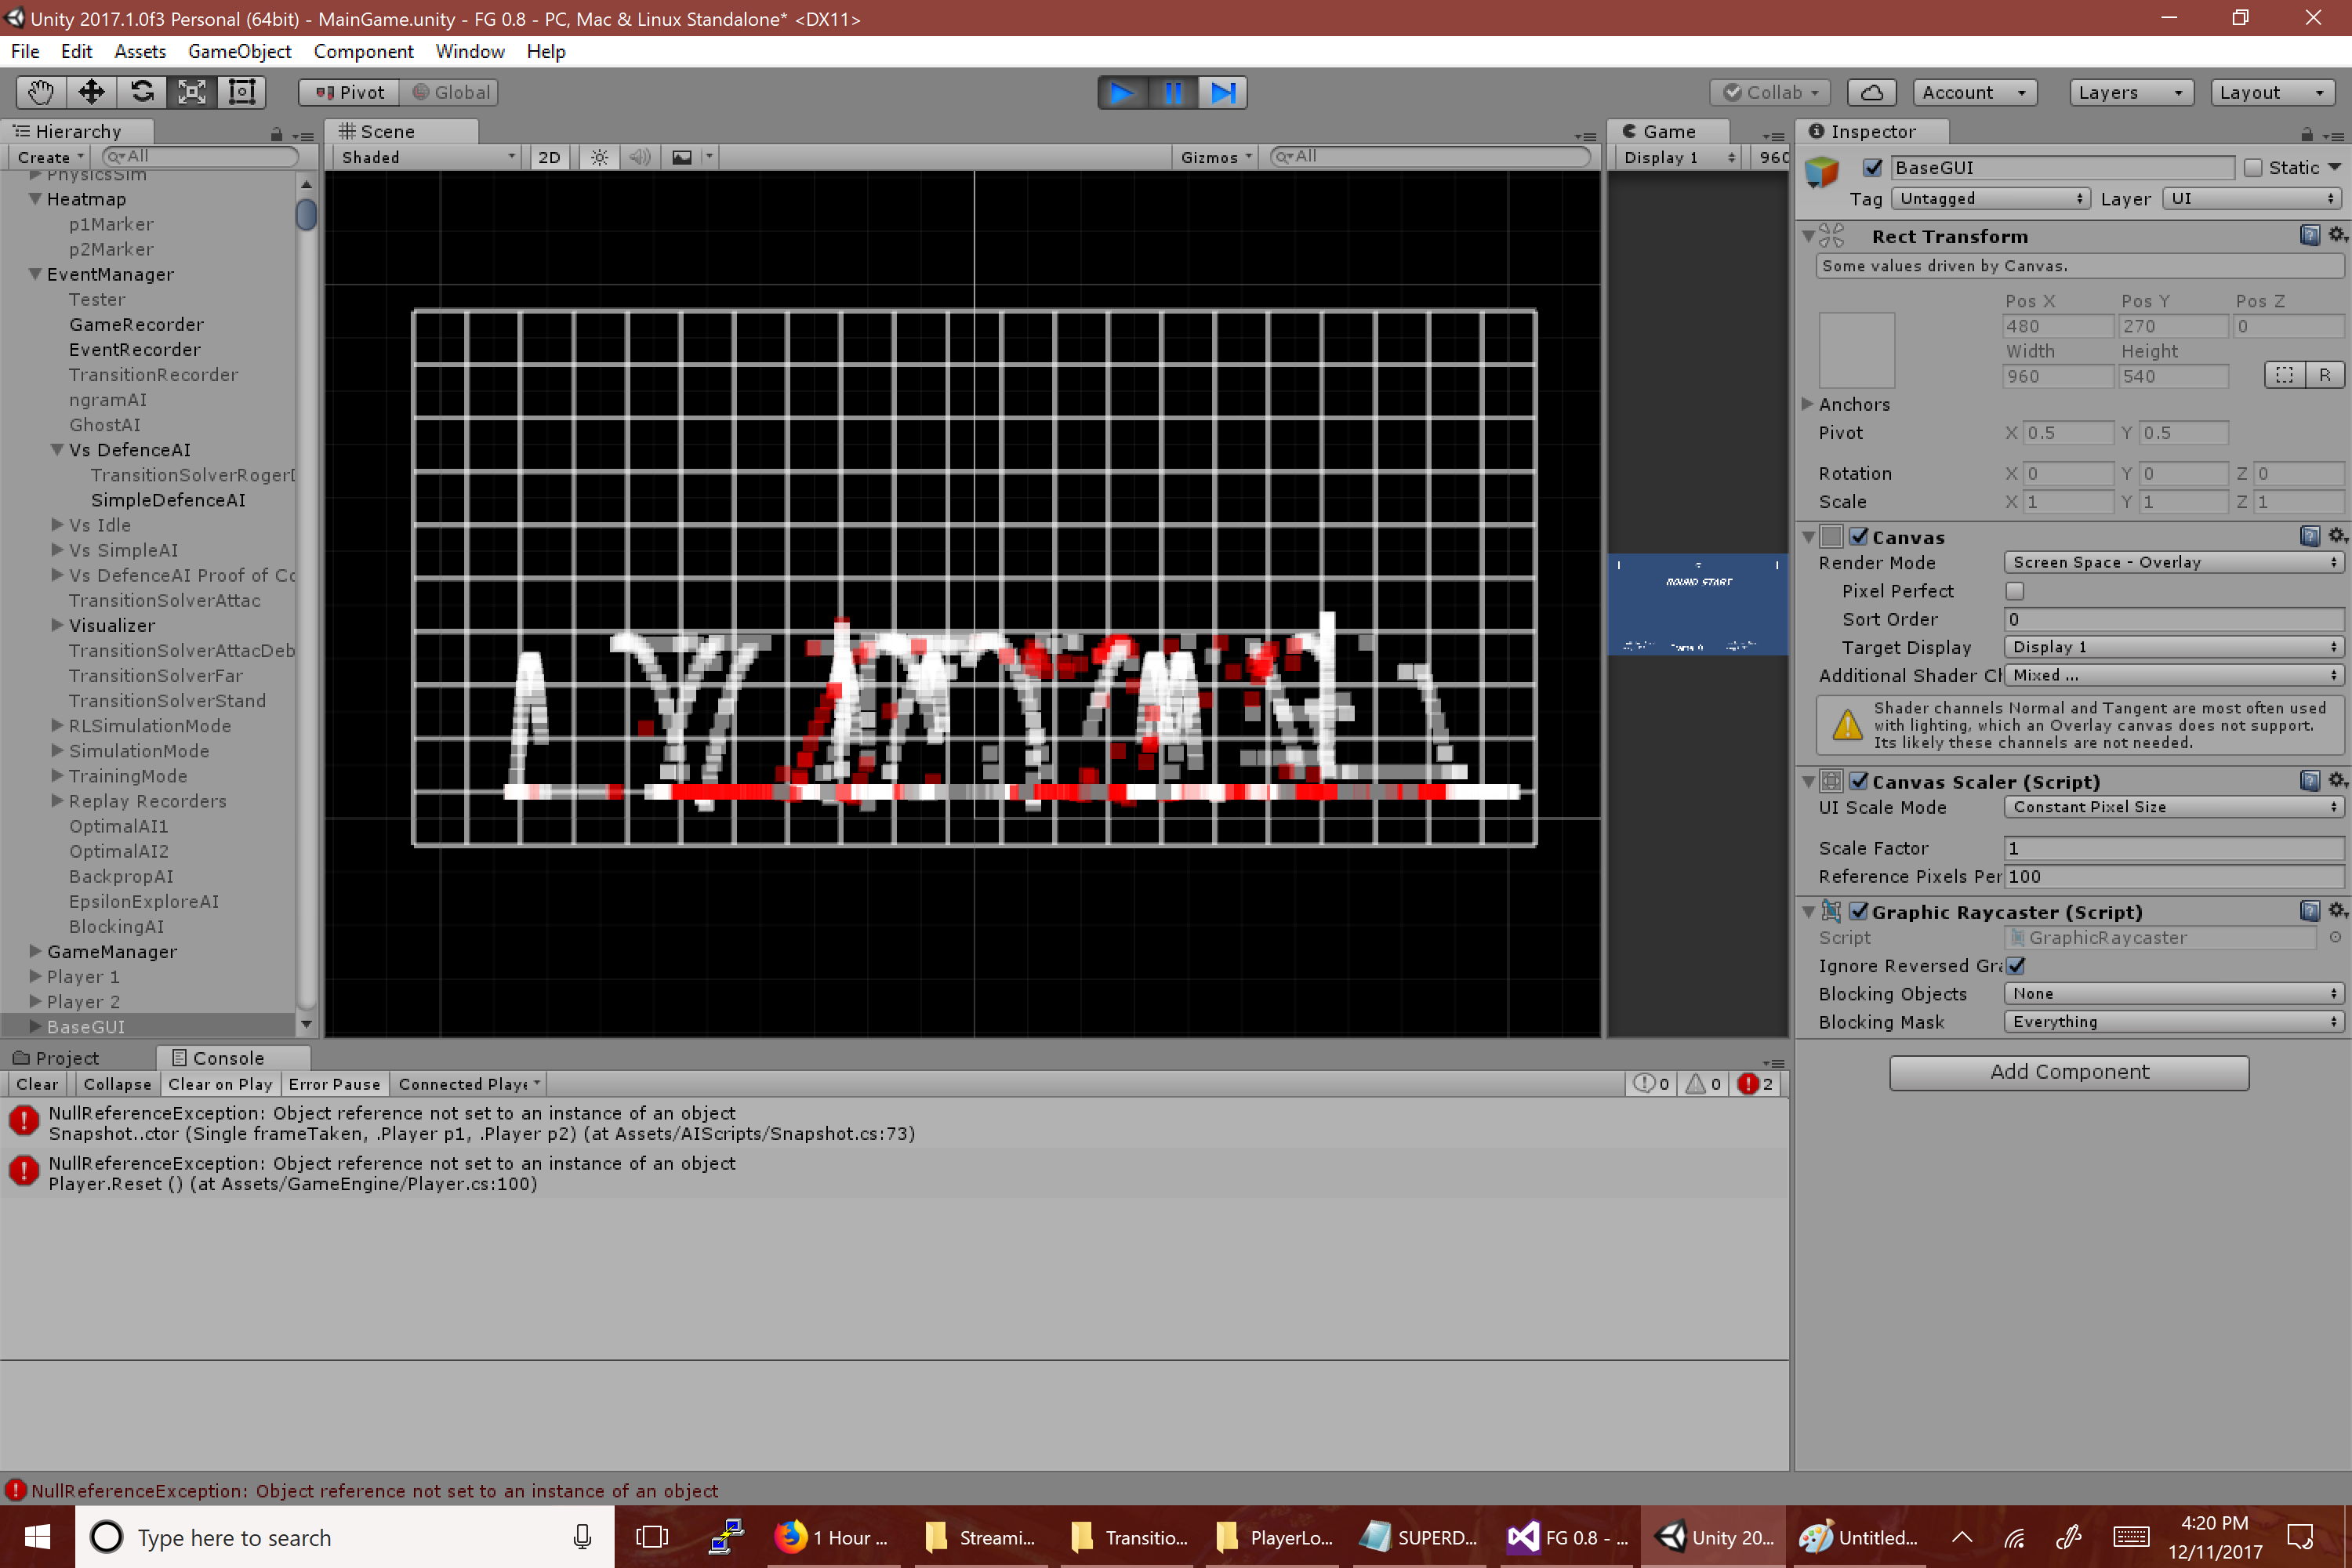 Unity 2017.1.0f3 Personal (64bit) - MainGame.unity - FG 0.8 - PC, Mac & Linux Standalone* <DX11>
File Edit Assets GameObject Component Window Help
Pivot Global Collab Account Layers Layout
Hierarchy
Create All
PhysicsSim
Heatmap
p1Marker
p2Marker
EventManager
Tester
GameRecorder
EventRecorder
TransitionRecorder
ngramAI
GhostAI
Vs DefenceAI
TransitionSolverRogerD
SimpleDefenceAI
Vs Idle
Vs SimpleAI
Vs DefenceAI Proof of Co
TransitionSolverAttac
Visualizer
TransitionSolverAttacDeb
TransitionSolverFar
TransitionSolverStand
RLSimulationMode
SimulationMode
TrainingMode
Replay Recorders
OptimalAI1
OptimalAI2
BackpropAI
EpsilonExploreAI
BlockingAI
GameManager
Player 1
Player 2
BaseGUI
Scene
Shaded 2D Gizmos All
Game
Display 1 960
ROUND START
Inspector
BaseGUI Static
Tag Untagged Layer UI
Rect Transform
Some values driven by Canvas.
Pos X Pos Y Pos Z
480 270 0
Width Height
960 540 R
Anchors
Pivot X 0.5 Y 0.5
Rotation X 0 Y 0 Z 0
Scale X 1 Y 1 Z 1
Canvas
Render Mode Screen Space - Overlay
Pixel Perfect
Sort Order 0
Target Display Display 1
Additional Shader Ch Mixed ...
Shader channels Normal and Tangent are most often used
with lighting, which an Overlay canvas does not support.
Its likely these channels are not needed.
Canvas Scaler (Script)
UI Scale Mode Constant Pixel Size
Scale Factor 1
Reference Pixels Per 100
Graphic Raycaster (Script)
Script GraphicRaycaster
Ignore Reversed Gra
Blocking Objects None
Blocking Mask Everything
Add Component
Project Console
Clear Collapse Clear on Play Error Pause Connected Playe 0 0 2
NullReferenceException: Object reference not set to an instance of an object
Snapshot..ctor (Single frameTaken, .Player p1, .Player p2) (at Assets/AIScripts/Snapshot.cs:73)
NullReferenceException: Object reference not set to an instance of an object
Player.Reset () (at Assets/GameEngine/Player.cs:100)
NullReferenceException: Object reference not set to an instance of an object
Type here to search
1 Hour ... Streami... Transitio... PlayerLo... SUPERD... FG 0.8 - ... Unity 20... Untitled...
4:20 PM
12/11/2017